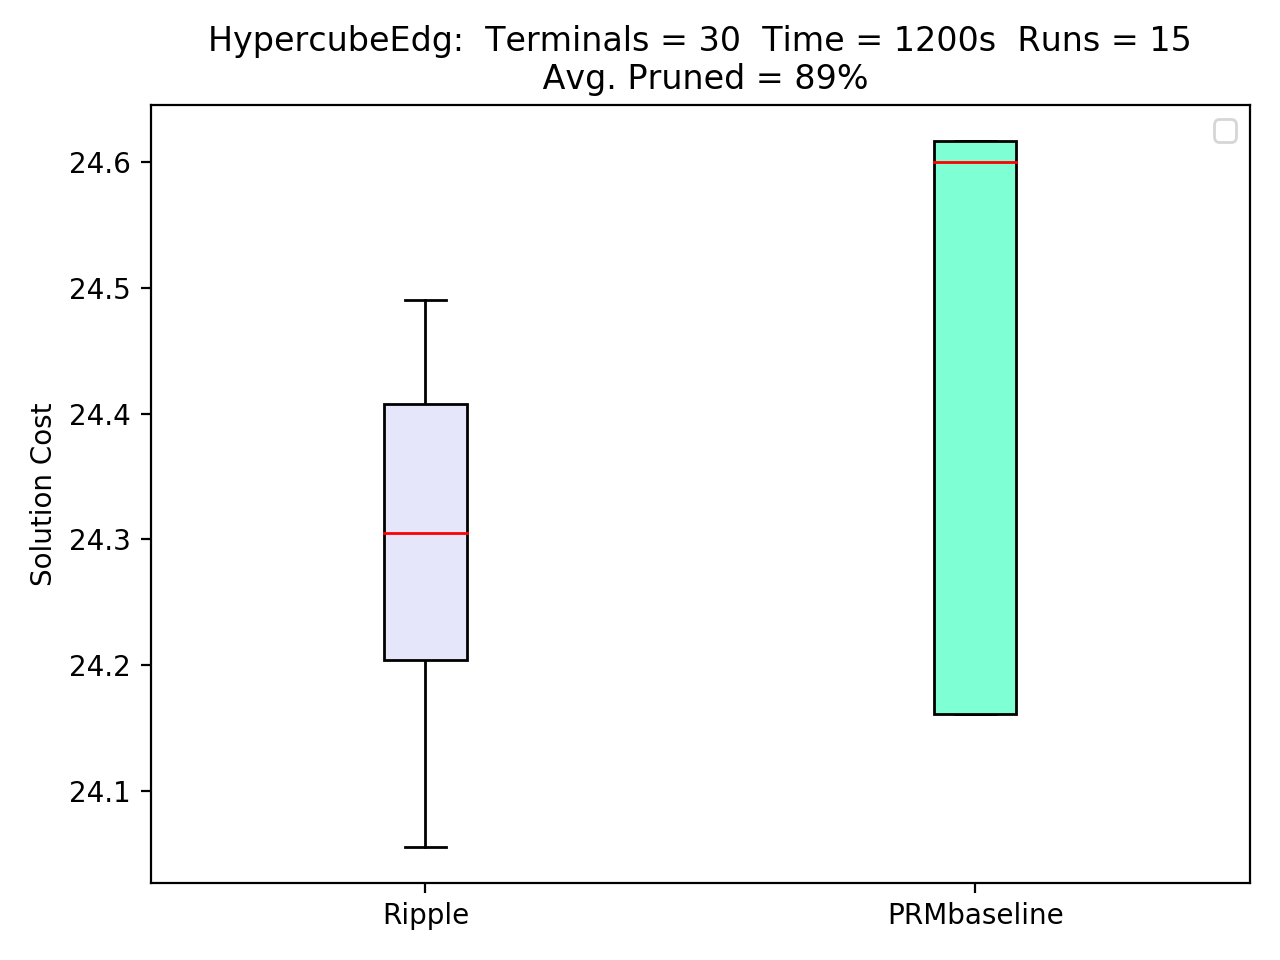 HypercubeEdg:  Terminals = 30  Time = 1200s  Runs = 15
Avg. Pruned = 89%
24.6
24.5
24.4
24.3
24.2
24.1
Solution Cost
Ripple
PRMbaseline